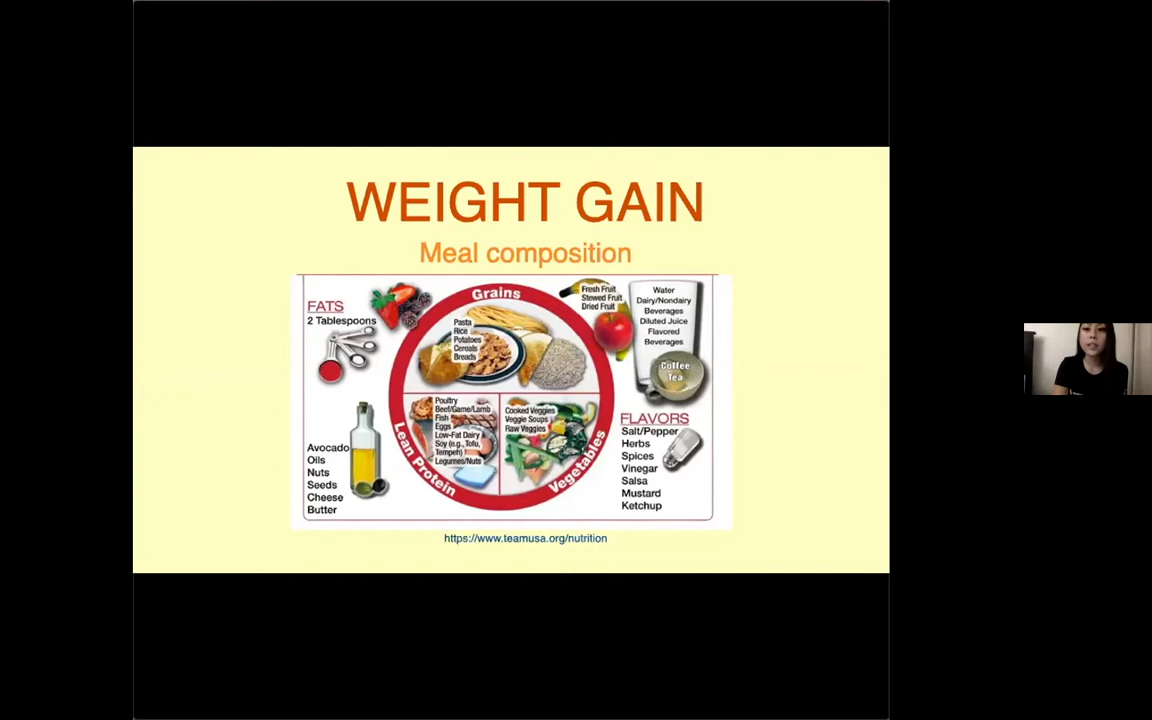 WEIGHT GAIN
Meal composition
FATS
2 Tablespoons
Avocado
Oils
Nuts
Seeds
Cheese
Butter
Grains
Pasta
Rice
Potatoes
Cereals
Breads
Lean Protein
Poultry
Beef/Game/Lamb
Fish
Eggs
Low-Fat Dairy
Soy (e.g., Tofu,
Tempeh)
Legumes/Nuts
Vegetables
Cooked Veggies
Veggie Soups
Raw Veggies
Fresh Fruit
Stewed Fruit
Dried Fruit
Water
Dairy/Nondairy
Beverages
Diluted Juice
Flavored
Beverages
Coffee
Tea
FLAVORS
Salt/Pepper
Herbs
Spices
Vinegar
Salsa
Mustard
Ketchup
https://www.teamusa.org/nutrition